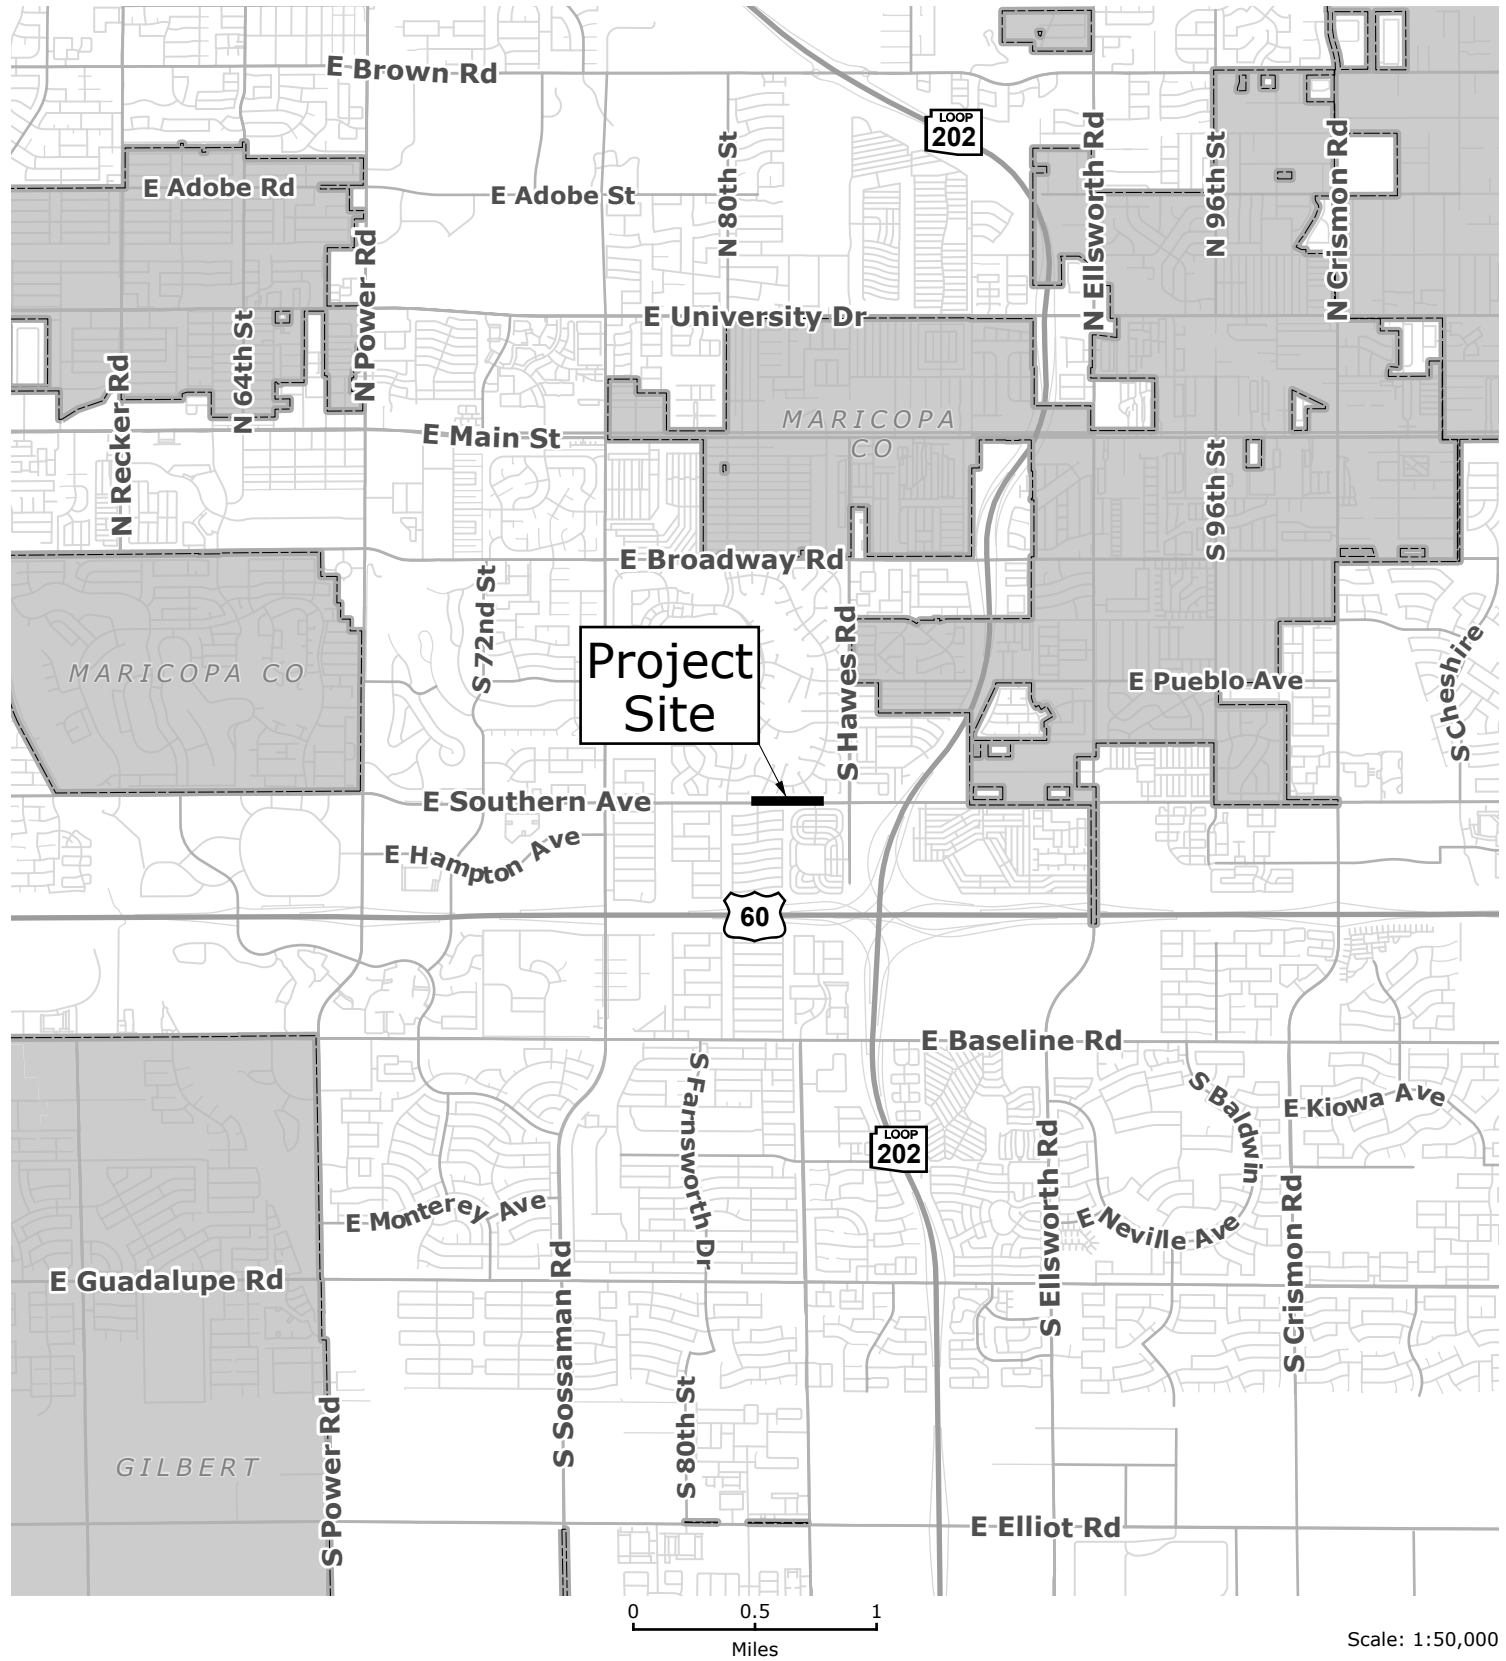 E Brown Rd
LOOP
202
N 80th St
N Ellsworth Rd
N 96th St
N Crismon Rd
E Adobe Rd
E Adobe St
N Power Rd
E University Dr
N 64th St
N Recker Rd
E Main St
MARICOPA
CO
S 96th St
E Broadway Rd
S 72nd St
Project
Site
S Hawes Rd
MARICOPA CO
E Pueblo Ave
S Cheshire
E Southern Ave
E Hampton Ave
60
E Baseline Rd
S Farnsworth Dr
S Baldwin
E Kiowa Ave
LOOP
202
S Ellsworth Rd
E Monterey Ave
E Neville Ave
S Crismon Rd
E Guadalupe Rd
S Sossaman Rd
S 80th St
GILBERT
S Power Rd
E Elliot Rd
0 0.5 1
Miles
Scale: 1:50,000